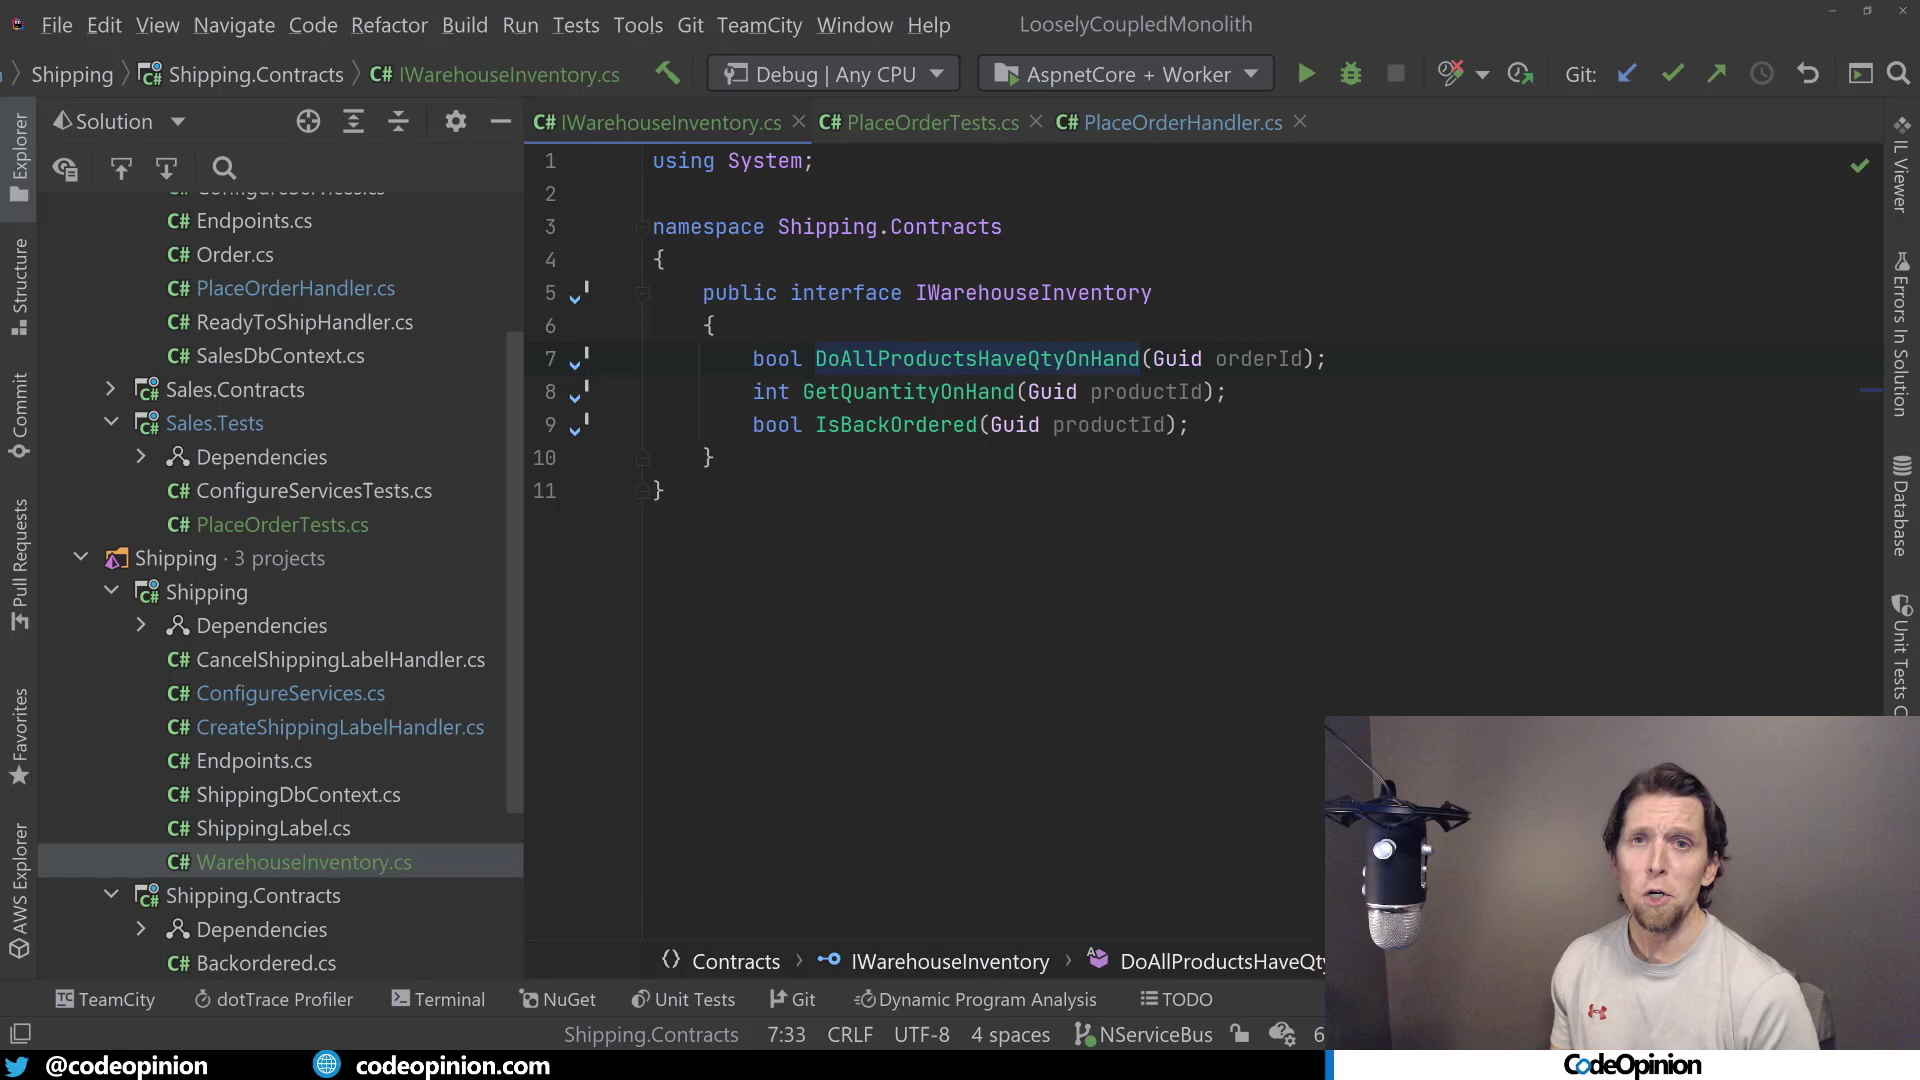 File Edit View Navigate Code Refactor Build Run Tests Tools Git TeamCity Window Help LooselyCoupledMonolith
Shipping Shipping.Contracts C# IWarehouseInventory.cs Debug | Any CPU AspnetCore + Worker Git:
Solution
C# IWarehouseInventory.cs C# PlaceOrderTests.cs C# PlaceOrderHandler.cs
Explorer
Structure
Commit
Pull Requests
Favorites
AWS Explorer
C# Endpoints.cs
C# Order.cs
C# PlaceOrderHandler.cs
C# ReadyToShipHandler.cs
C# SalesDbContext.cs
C# Sales.Contracts
C# Sales.Tests
Dependencies
C# ConfigureServicesTests.cs
C# PlaceOrderTests.cs
Shipping · 3 projects
C# Shipping
Dependencies
C# CancelShippingLabelHandler.cs
C# ConfigureServices.cs
C# CreateShippingLabelHandler.cs
C# Endpoints.cs
C# ShippingDbContext.cs
C# ShippingLabel.cs
C# WarehouseInventory.cs
C# Shipping.Contracts
Dependencies
C# Backordered.cs
1 using System;
2
3 namespace Shipping.Contracts
4 {
5 public interface IWarehouseInventory
6 {
7 bool DoAllProductsHaveQtyOnHand(Guid orderId);
8 int GetQuantityOnHand(Guid productId);
9 bool IsBackOrdered(Guid productId);
10 }
11 }
IL Viewer
Errors In Solution
Database
Unit Tests C
Contracts IWarehouseInventory DoAllProductsHaveQty
TC TeamCity dotTrace Profiler Terminal NuGet Unit Tests Git Dynamic Program Analysis TODO
Shipping.Contracts 7:33 CRLF UTF-8 4 spaces NServiceBus 6
@codeopinion codeopinion.com CodeOpinion